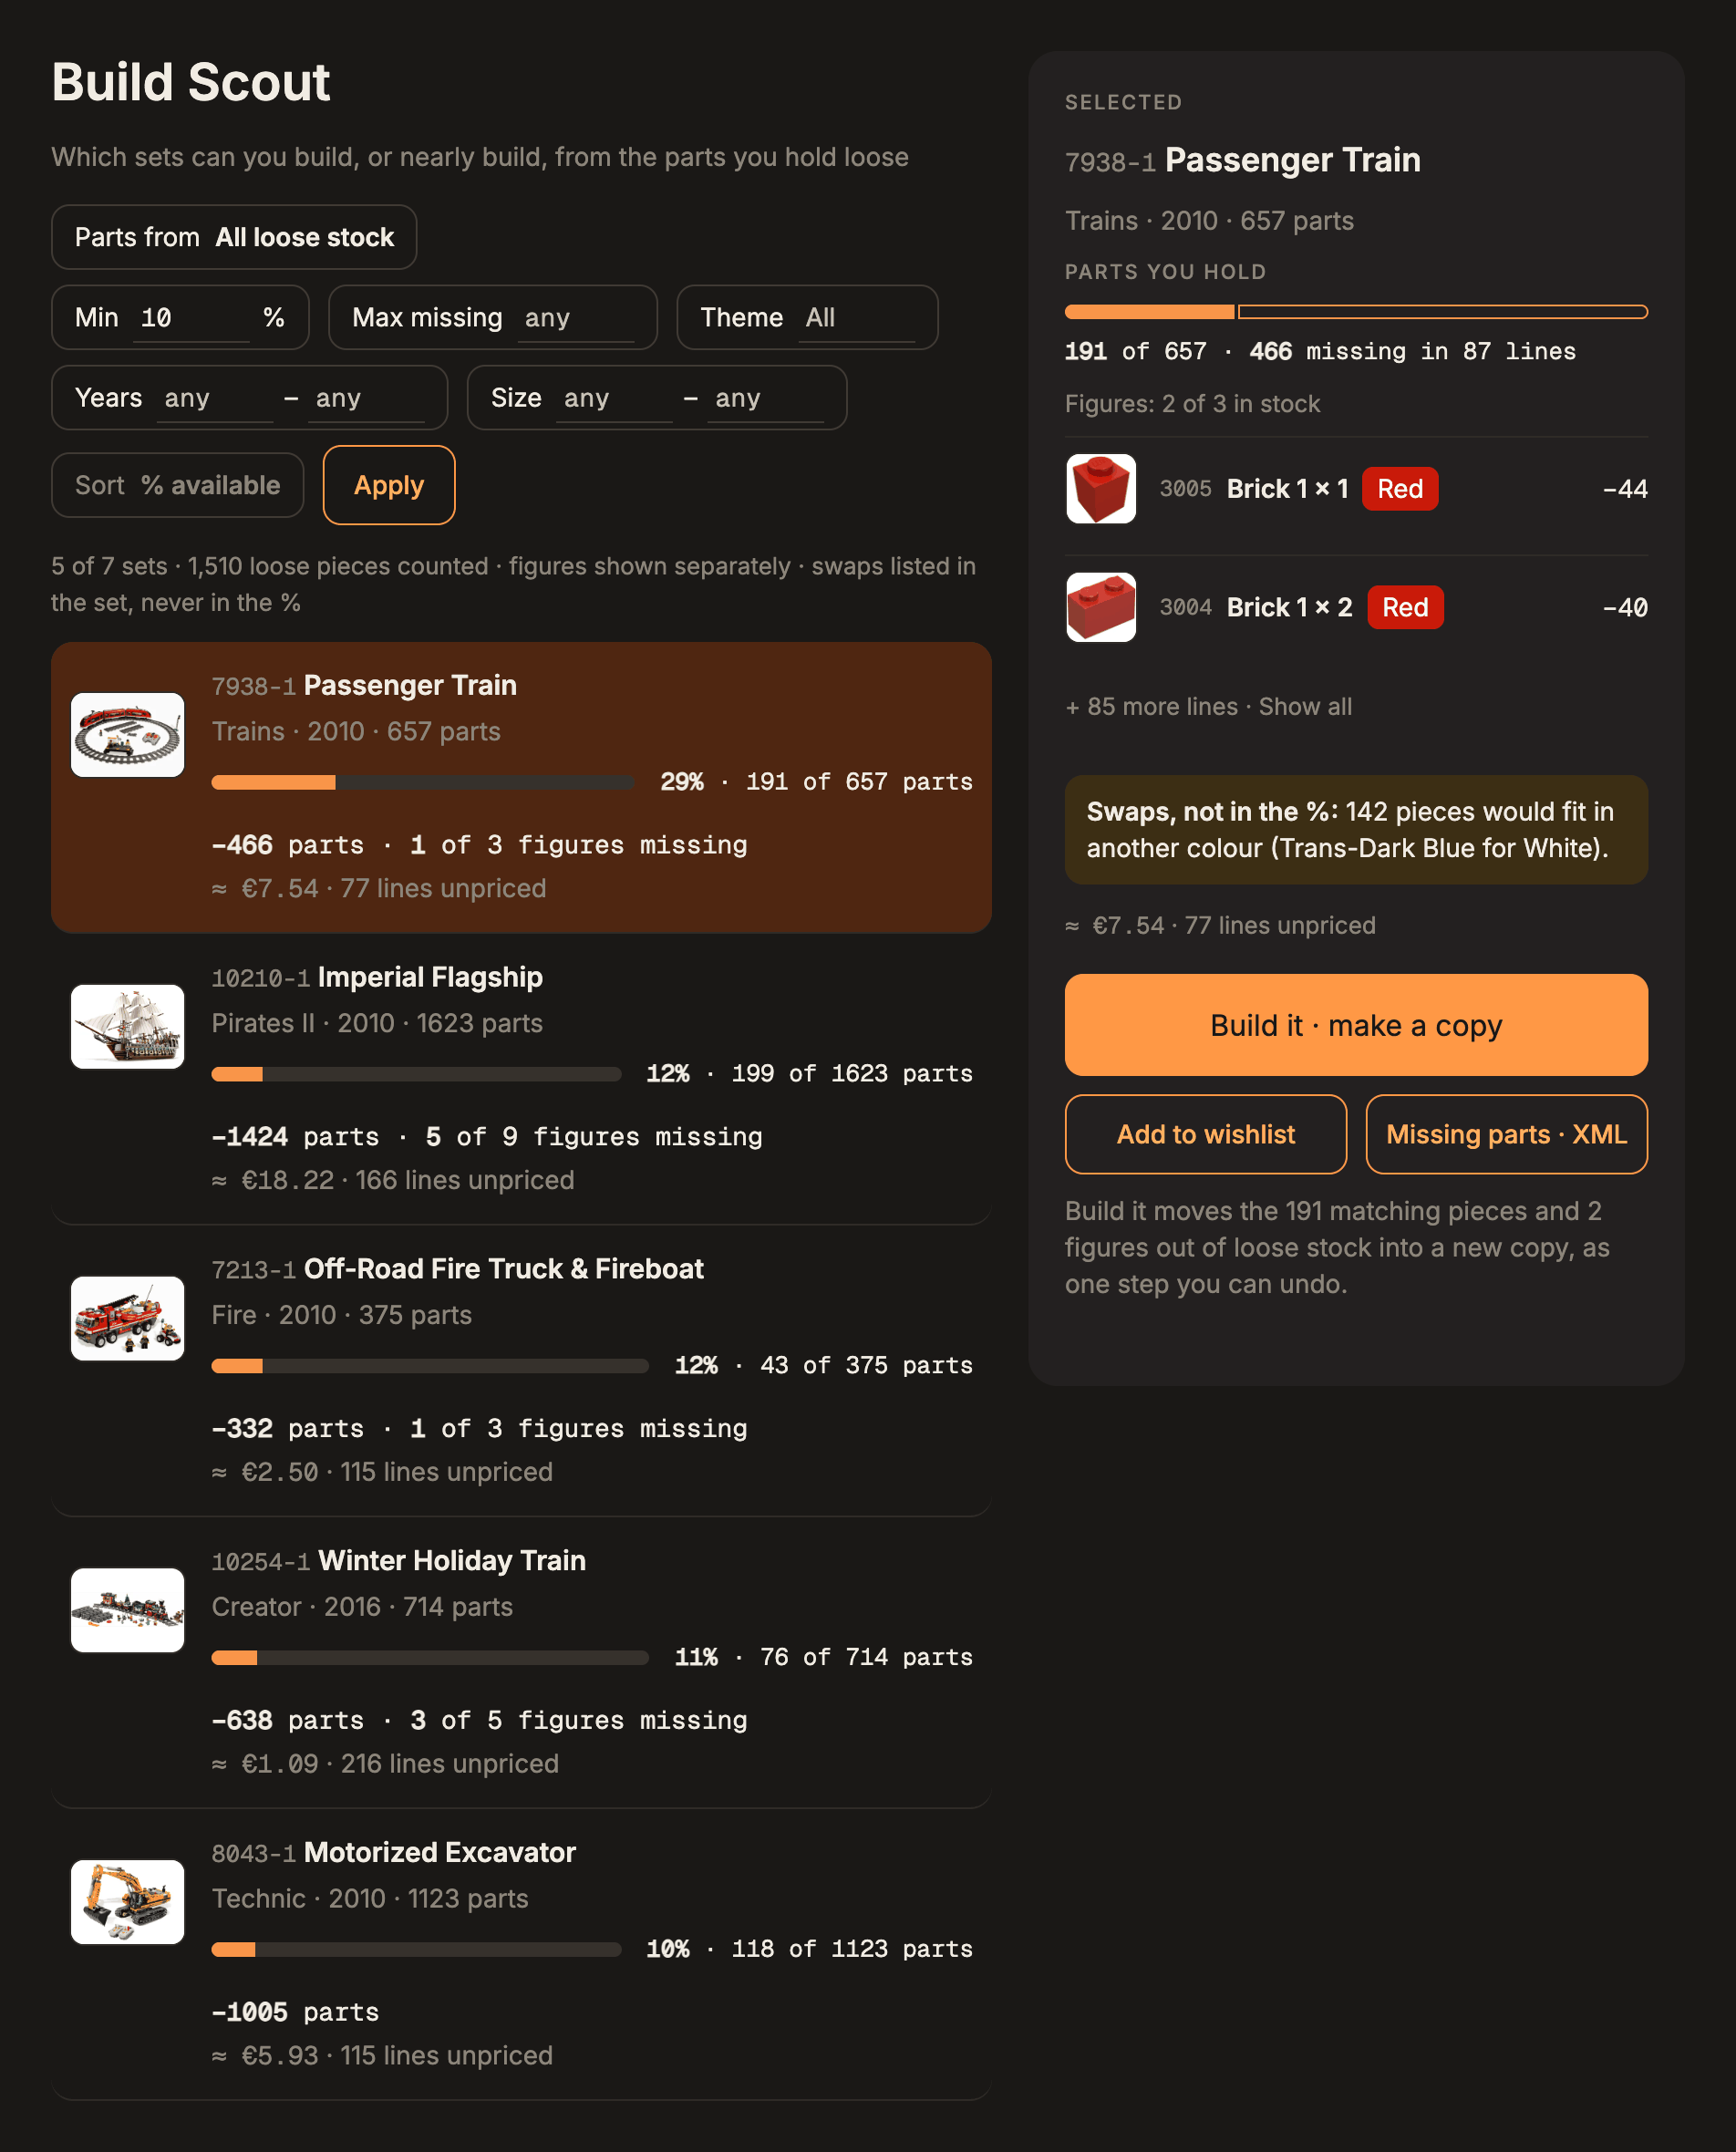 Build Scout
Which sets can you build, or nearly build, from the parts you hold loose
Parts from All loose stock
Min 10 %
Max missing any
Theme All
Years any – any
Size any – any
Sort % available
Apply
5 of 7 sets · 1,510 loose pieces counted · figures shown separately · swaps listed in
the set, never in the %
7938-1 Passenger Train
Trains · 2010 · 657 parts
29% · 191 of 657 parts
−466 parts · 1 of 3 figures missing
≈ €7.54 · 77 lines unpriced
10210-1 Imperial Flagship
Pirates II · 2010 · 1623 parts
12% · 199 of 1623 parts
−1424 parts · 5 of 9 figures missing
≈ €18.22 · 166 lines unpriced
7213-1 Off-Road Fire Truck & Fireboat
Fire · 2010 · 375 parts
12% · 43 of 375 parts
−332 parts · 1 of 3 figures missing
≈ €2.50 · 115 lines unpriced
10254-1 Winter Holiday Train
Creator · 2016 · 714 parts
11% · 76 of 714 parts
−638 parts · 3 of 5 figures missing
≈ €1.09 · 216 lines unpriced
8043-1 Motorized Excavator
Technic · 2010 · 1123 parts
10% · 118 of 1123 parts
−1005 parts
≈ €5.93 · 115 lines unpriced
SELECTED
7938-1 Passenger Train
Trains · 2010 · 657 parts
PARTS YOU HOLD
191 of 657 · 466 missing in 87 lines
Figures: 2 of 3 in stock
3005 Brick 1 × 1 Red −44
3004 Brick 1 × 2 Red −40
+ 85 more lines · Show all
Swaps, not in the %: 142 pieces would fit in
another colour (Trans-Dark Blue for White).
≈ €7.54 · 77 lines unpriced
Build it · make a copy
Add to wishlist
Missing parts · XML
Build it moves the 191 matching pieces and 2
figures out of loose stock into a new copy, as
one step you can undo.